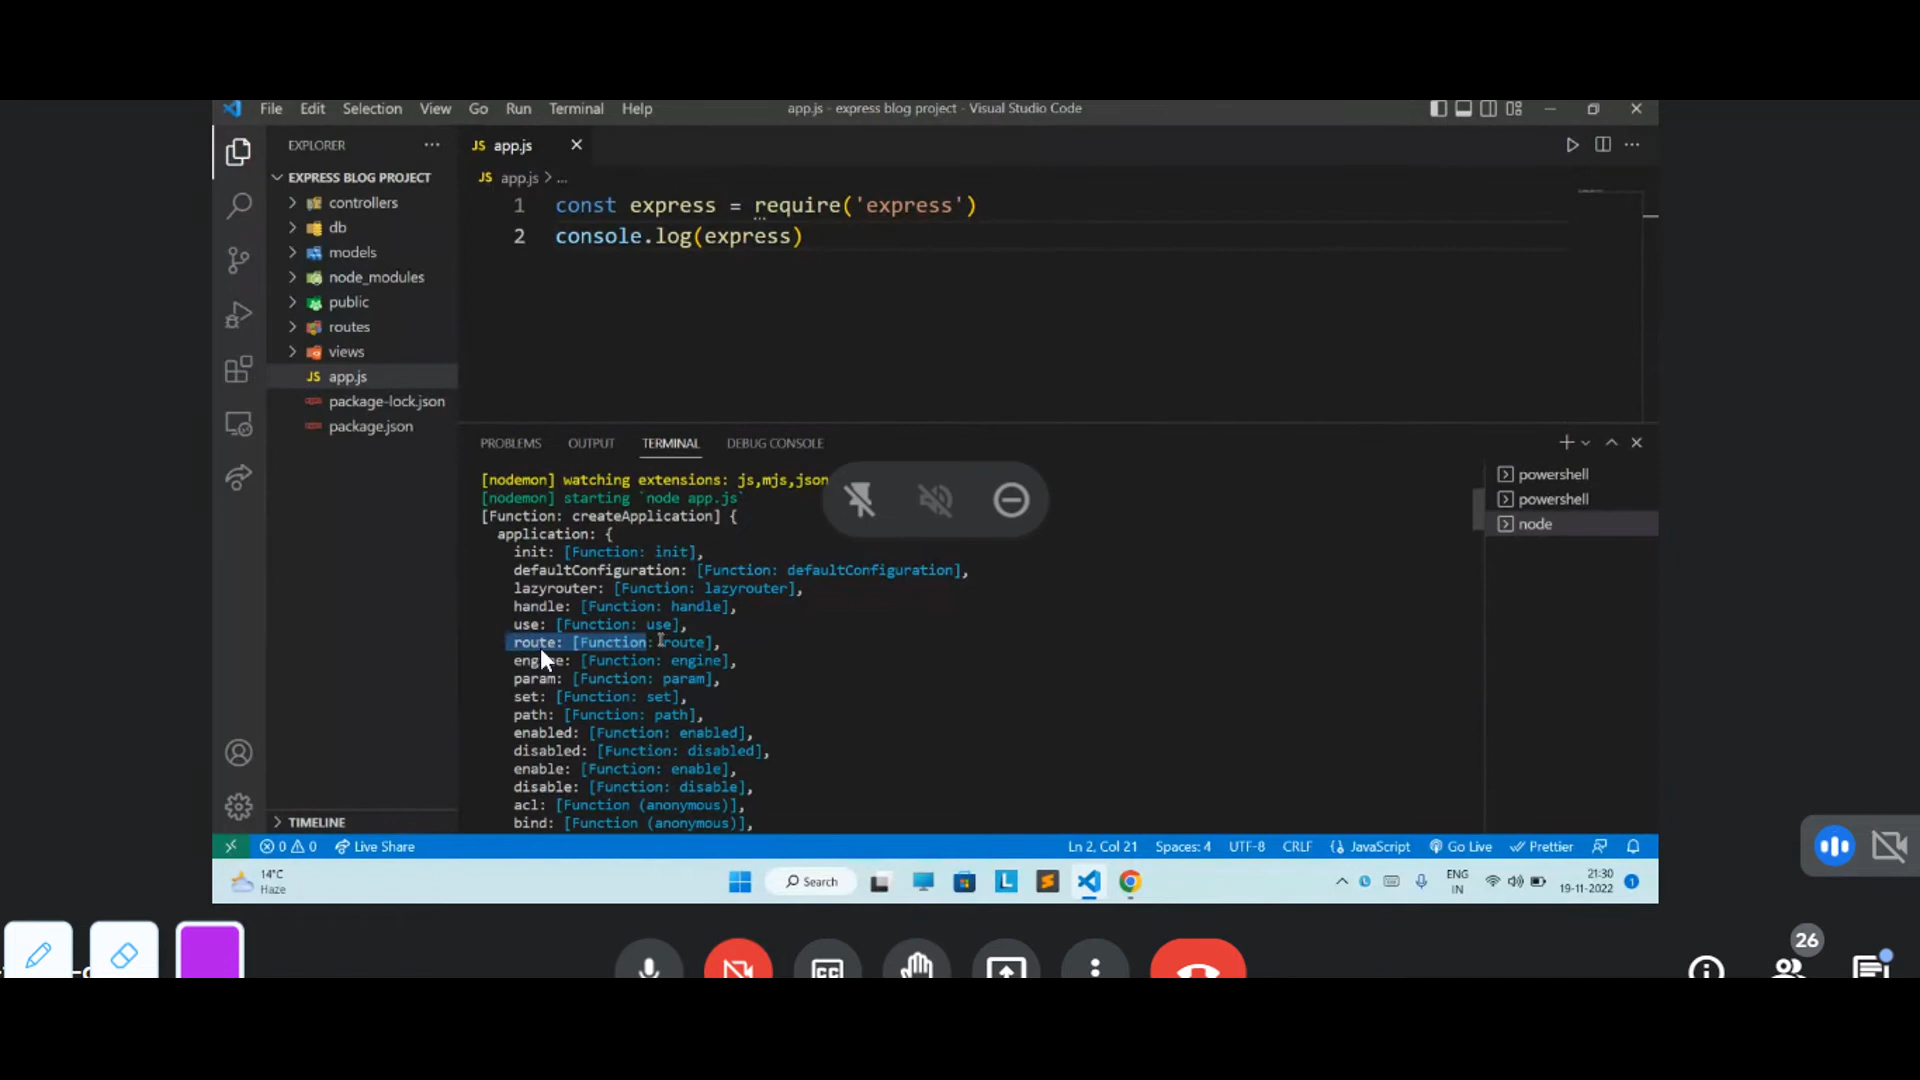 File Edit Selection View Go Run Terminal Help
app.js - express blog project - Visual Studio Code
EXPLORER
EXPRESS BLOG PROJECT
controllers
db
models
node_modules
public
routes
views
JS app.js
package-lock.json
package.json
TIMELINE
JS app.js
JS app.js > ...
1 const express = require('express')
2 console.log(express)
PROBLEMS OUTPUT TERMINAL DEBUG CONSOLE
[nodemon] watching extensions: js,mjs,json
[nodemon] starting `node app.js`
[Function: createApplication] {
application: {
init: [Function: init],
defaultConfiguration: [Function: defaultConfiguration],
lazyrouter: [Function: lazyrouter],
handle: [Function: handle],
use: [Function: use],
route: [Function: route],
engine: [Function: engine],
param: [Function: param],
set: [Function: set],
path: [Function: path],
enabled: [Function: enabled],
disabled: [Function: disabled],
enable: [Function: enable],
disable: [Function: disable],
acl: [Function (anonymous)],
bind: [Function (anonymous)],
powershell
powershell
node
0 0 Live Share
Ln 2, Col 21 Spaces: 4 UTF-8 CRLF JavaScript Go Live Prettier
14°C
Haze
Search
L
S
ENG
IN
21:30
19-11-2022
1
CC
26